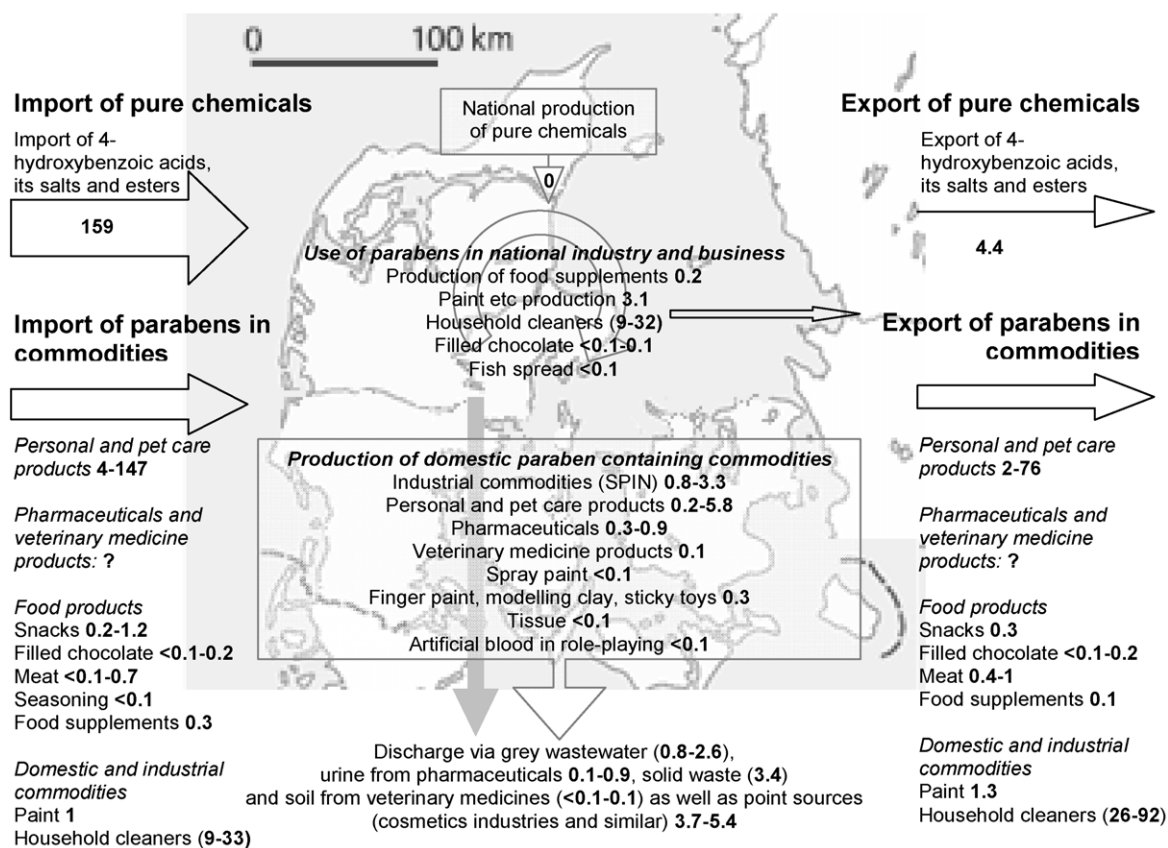 0 100 km
Import of pure chemicals
Import of 4-
hydroxybenzoic acids,
its salts and esters
159
National production
of pure chemicals
0
Export of pure chemicals
Export of 4-
hydroxybenzoic acids,
its salts and esters
4.4
Use of parabens in national industry and business
Production of food supplements 0.2
Paint etc production 3.1
Household cleaners (9-32)
Filled chocolate <0.1-0.1
Fish spread <0.1
Import of parabens in
commodities
Personal and pet care
products 4-147
Pharmaceuticals and
veterinary medicine
products: ?
Food products
Snacks 0.2-1.2
Filled chocolate <0.1-0.2
Meat <0.1-0.7
Seasoning <0.1
Food supplements 0.3
Domestic and industrial
commodities
Paint 1
Household cleaners (9-33)
Production of domestic paraben containing commodities
Industrial commodities (SPIN) 0.8-3.3
Personal and pet care products 0.2-5.8
Pharmaceuticals 0.3-0.9
Veterinary medicine products 0.1
Spray paint <0.1
Finger paint, modelling clay, sticky toys 0.3
Tissue <0.1
Artificial blood in role-playing <0.1
Discharge via grey wastewater (0.8-2.6),
urine from pharmaceuticals 0.1-0.9, solid waste (3.4)
and soil from veterinary medicines (<0.1-0.1) as well as point sources
(cosmetics industries and similar) 3.7-5.4
Export of parabens in
commodities
Personal and pet care
products 2-76
Pharmaceuticals and
veterinary medicine
products: ?
Food products
Snacks 0.3
Filled chocolate <0.1-0.2
Meat 0.4-1
Food supplements 0.1
Domestic and industrial
commodities
Paint 1.3
Household cleaners (26-92)